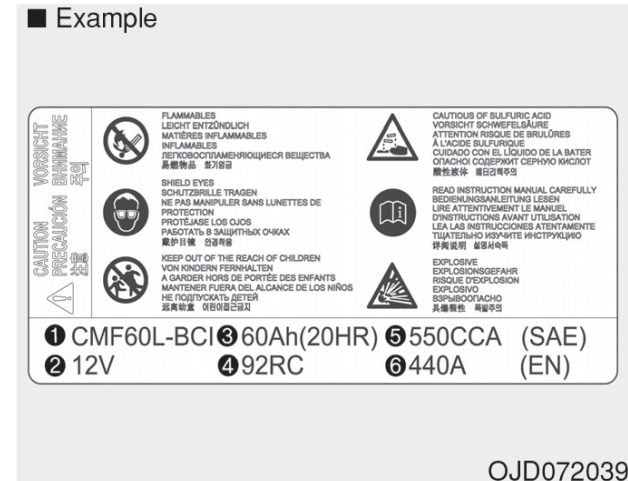 ■ Example
CAUTION VORSICHT
PRECAUCIÓN ВНИМАНИЕ
注意 주의
FLAMMABLES
LEICHT ENTZÜNDLICH
MATIÈRES INFLAMMABLES
INFLAMABLES
ЛЕГКОВОСПЛАМЕНЯЮЩИЕСЯ ВЕЩЕСТВА
易燃物品 화기엄금
SHIELD EYES
SCHUTZBRILLE TRAGEN
NE PAS MANIPULER SANS LUNETTES DE
PROTECTION
PROTÉJASE LOS OJOS
РАБОТАТЬ В ЗАЩИТНЫХ ОЧКАХ
戴护目镜 안경착용
KEEP OUT OF THE REACH OF CHILDREN
VON KINDERN FERNHALTEN
A GARDER HORS DE PORTÉE DES ENFANTS
MANTENER FUERA DEL ALCANCE DE LOS NIÑOS
НЕ ПОДПУСКАТЬ ДЕТЕЙ
远离幼童 어린이접근금지
CAUTIOUS OF SULFURIC ACID
VORSICHT SCHWEFELSÄURE
ATTENTION RISQUE DE BRULÛRES
À L'ACIDE SULFURIQUE
CUIDADO CON EL LÍQUIDO DE LA BATER
ОПАСНОІ СОДЕРЖИТ СЕРНУЮ КИСЛОТ
酸性液体 배터리액주의
READ INSTRUCTION MANUAL CAREFULLY
BEDIENUNGSANLEITUNG LESEN
LIRE ATTENTIVEMENT LE MANUEL
D'INSTRUCTIONS AVANT UTILISATION
LEA LAS INSTRUCCIONES ATENTAMENTE
ТЩАТЕЛЬНО ИЗУЧИТЕ ИНСТРУКЦИЮ
详阅说明 설명서숙독
EXPLOSIVE
EXPLOSIONSGEFAHR
RISQUE D'EXPLOSION
EXPLOSIVO
ВЗРЫВООПАСНО
具爆裂性 폭발주의
❶ CMF60L-BCI ❸ 60Ah(20HR) ❺ 550CCA (SAE)
❷ 12V ❹ 92RC ❻ 440A (EN)
OJD072039